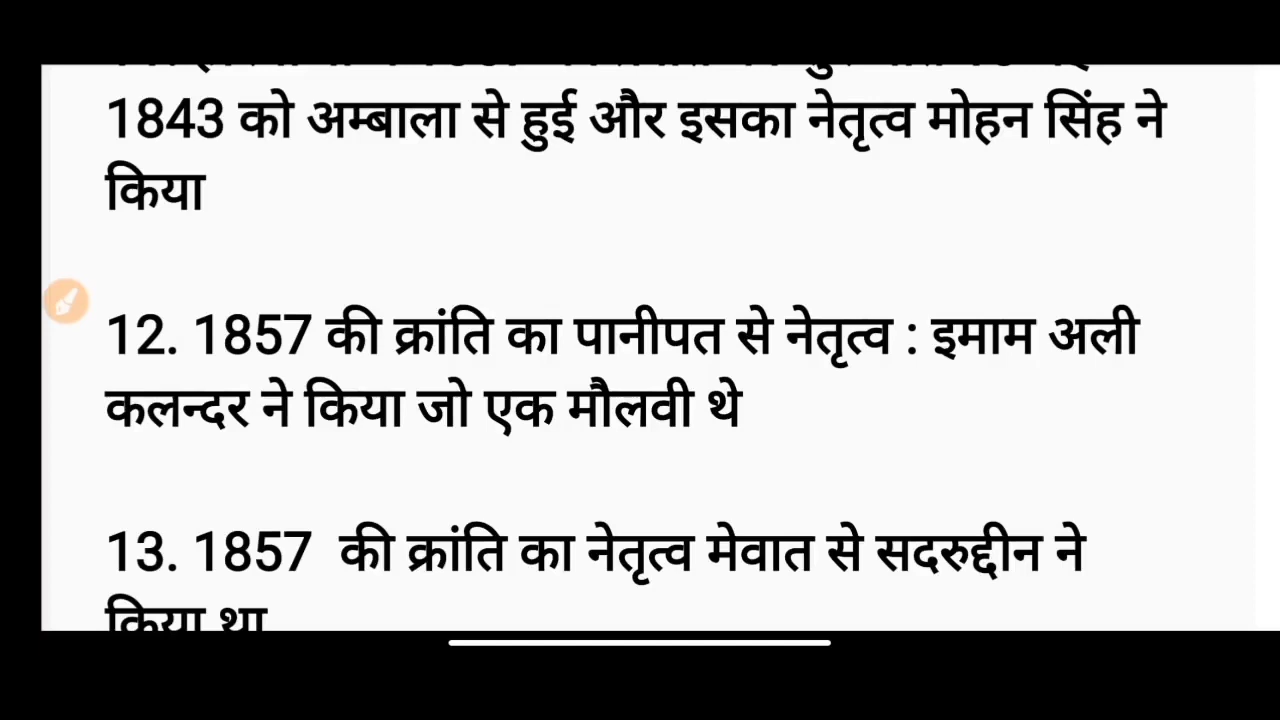 1843 को अम्बाला से हुई और इसका नेतृत्व मोहन सिंह ने
किया
12. 1857 की क्रांति का पानीपत से नेतृत्व : इमाम अली
कलन्दर ने किया जो एक मौलवी थे
13. 1857 की क्रांति का नेतृत्व मेवात से सदरुद्दीन ने
किया था